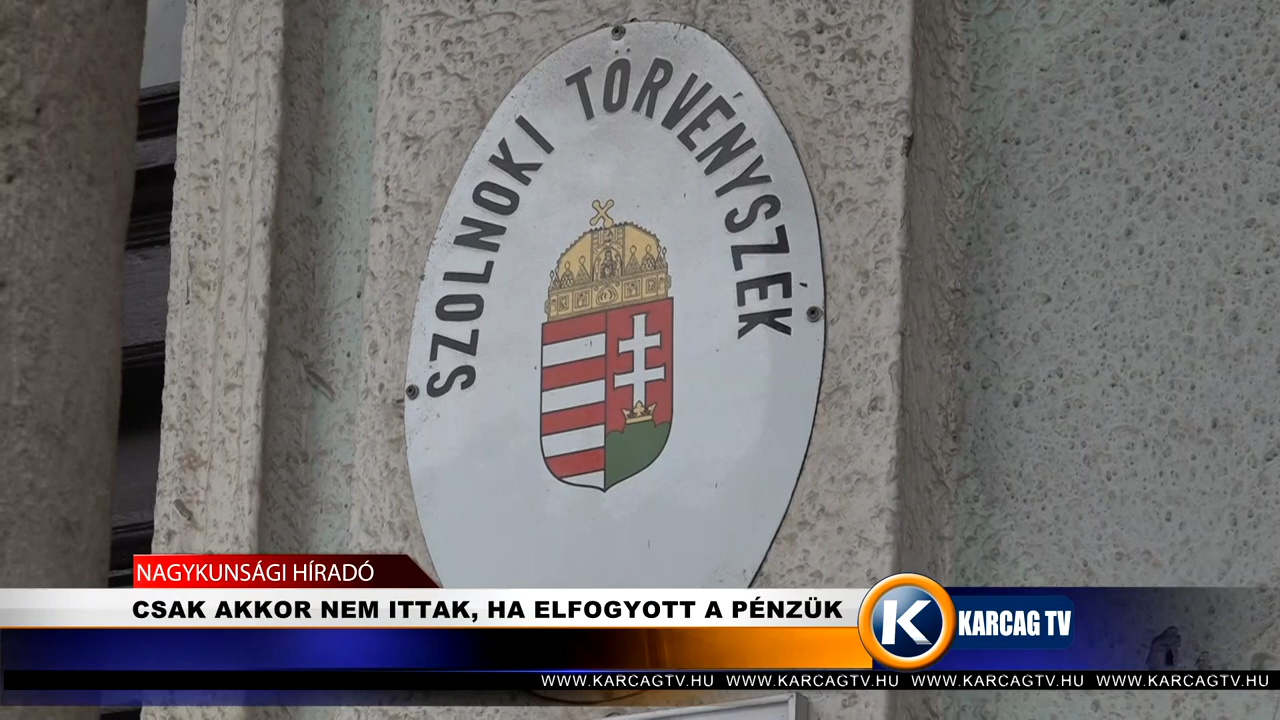 SZOLNOKI TÖRVÉNYSZÉK
NAGYKUNSÁGI HÍRADÓ
CSAK AKKOR NEM ITTAK, HA ELFOGYOTT A PÉNZÜK
K KARCAG TV
WWW.KARCAGTV.HU WWW.KARCAGTV.HU WWW.KARCAGTV.HU WWW.KARCAGTV.HU